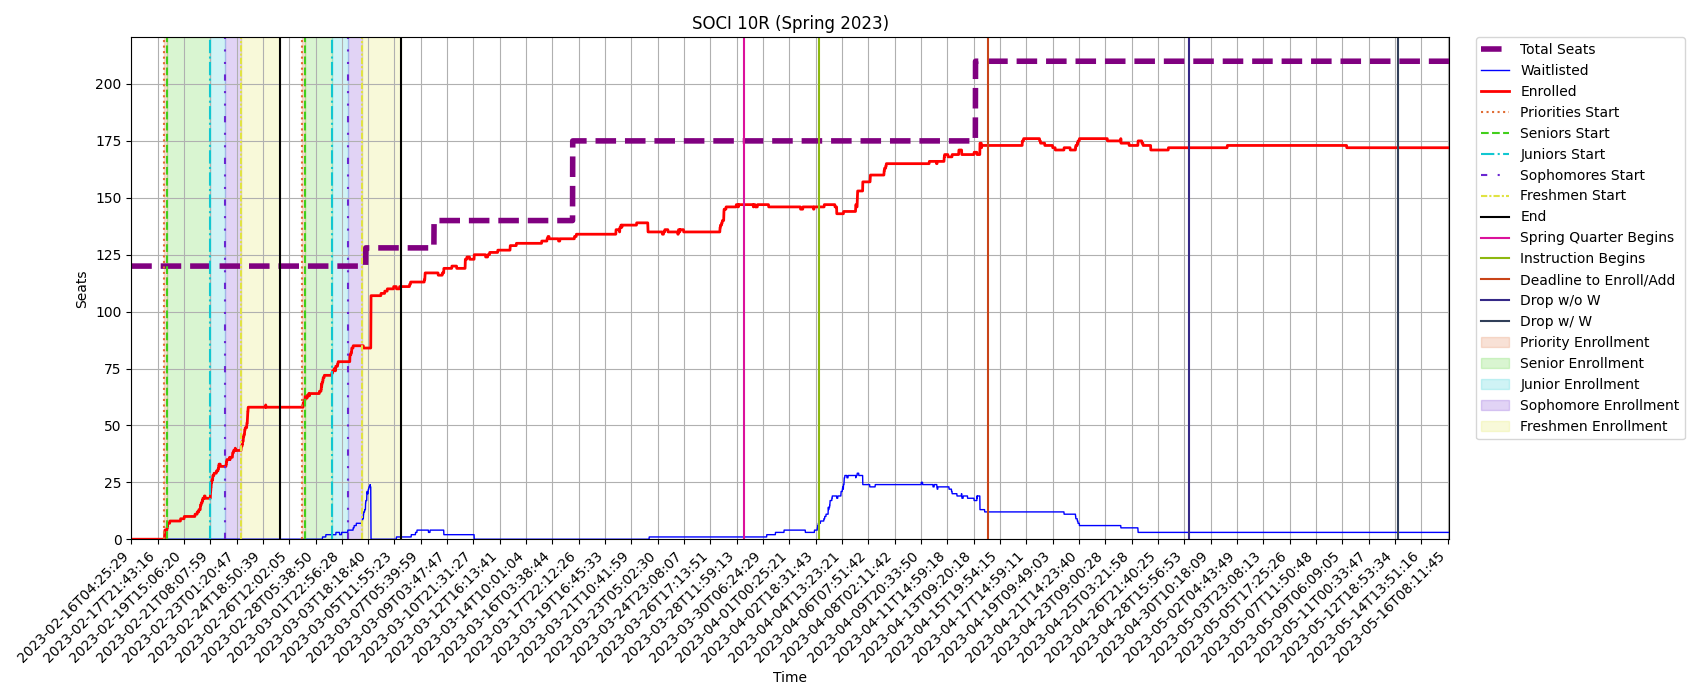 SOCI 10R (Spring 2023)
Seats
200
175
150
125
100
75
50
25
0
2023-02-16T04:25:29
2023-02-17T21:43:16
2023-02-19T15:06:20
2023-02-21T08:07:59
2023-02-23T01:20:47
2023-02-24T18:50:39
2023-02-26T12:02:05
2023-02-28T05:38:50
2023-03-01T22:56:28
2023-03-03T18:18:40
2023-03-05T11:55:23
2023-03-07T05:39:59
2023-03-09T03:47:47
2023-03-10T21:31:27
2023-03-12T16:13:41
2023-03-14T10:01:04
2023-03-16T03:38:44
2023-03-17T22:12:26
2023-03-19T16:45:33
2023-03-21T10:41:59
2023-03-23T05:02:30
2023-03-24T23:08:07
2023-03-26T17:13:51
2023-03-28T11:59:13
2023-03-30T06:24:29
2023-04-01T00:25:21
2023-04-02T18:31:43
2023-04-04T13:23:21
2023-04-06T07:51:42
2023-04-08T02:11:42
2023-04-09T20:33:50
2023-04-11T14:59:18
2023-04-13T09:20:18
2023-04-15T19:54:15
2023-04-17T14:59:11
2023-04-19T09:49:03
2023-04-21T14:23:40
2023-04-23T09:00:28
2023-04-25T03:21:58
2023-04-26T21:40:25
2023-04-28T15:56:53
2023-04-30T10:18:09
2023-05-02T04:43:49
2023-05-03T23:08:13
2023-05-05T17:25:26
2023-05-07T11:50:48
2023-05-09T06:09:05
2023-05-11T00:33:47
2023-05-12T18:53:34
2023-05-14T13:51:16
2023-05-16T08:11:45
Time
Total Seats
Waitlisted
Enrolled
Priorities Start
Seniors Start
Juniors Start
Sophomores Start
Freshmen Start
End
Spring Quarter Begins
Instruction Begins
Deadline to Enroll/Add
Drop w/o W
Drop w/ W
Priority Enrollment
Senior Enrollment
Junior Enrollment
Sophomore Enrollment
Freshmen Enrollment